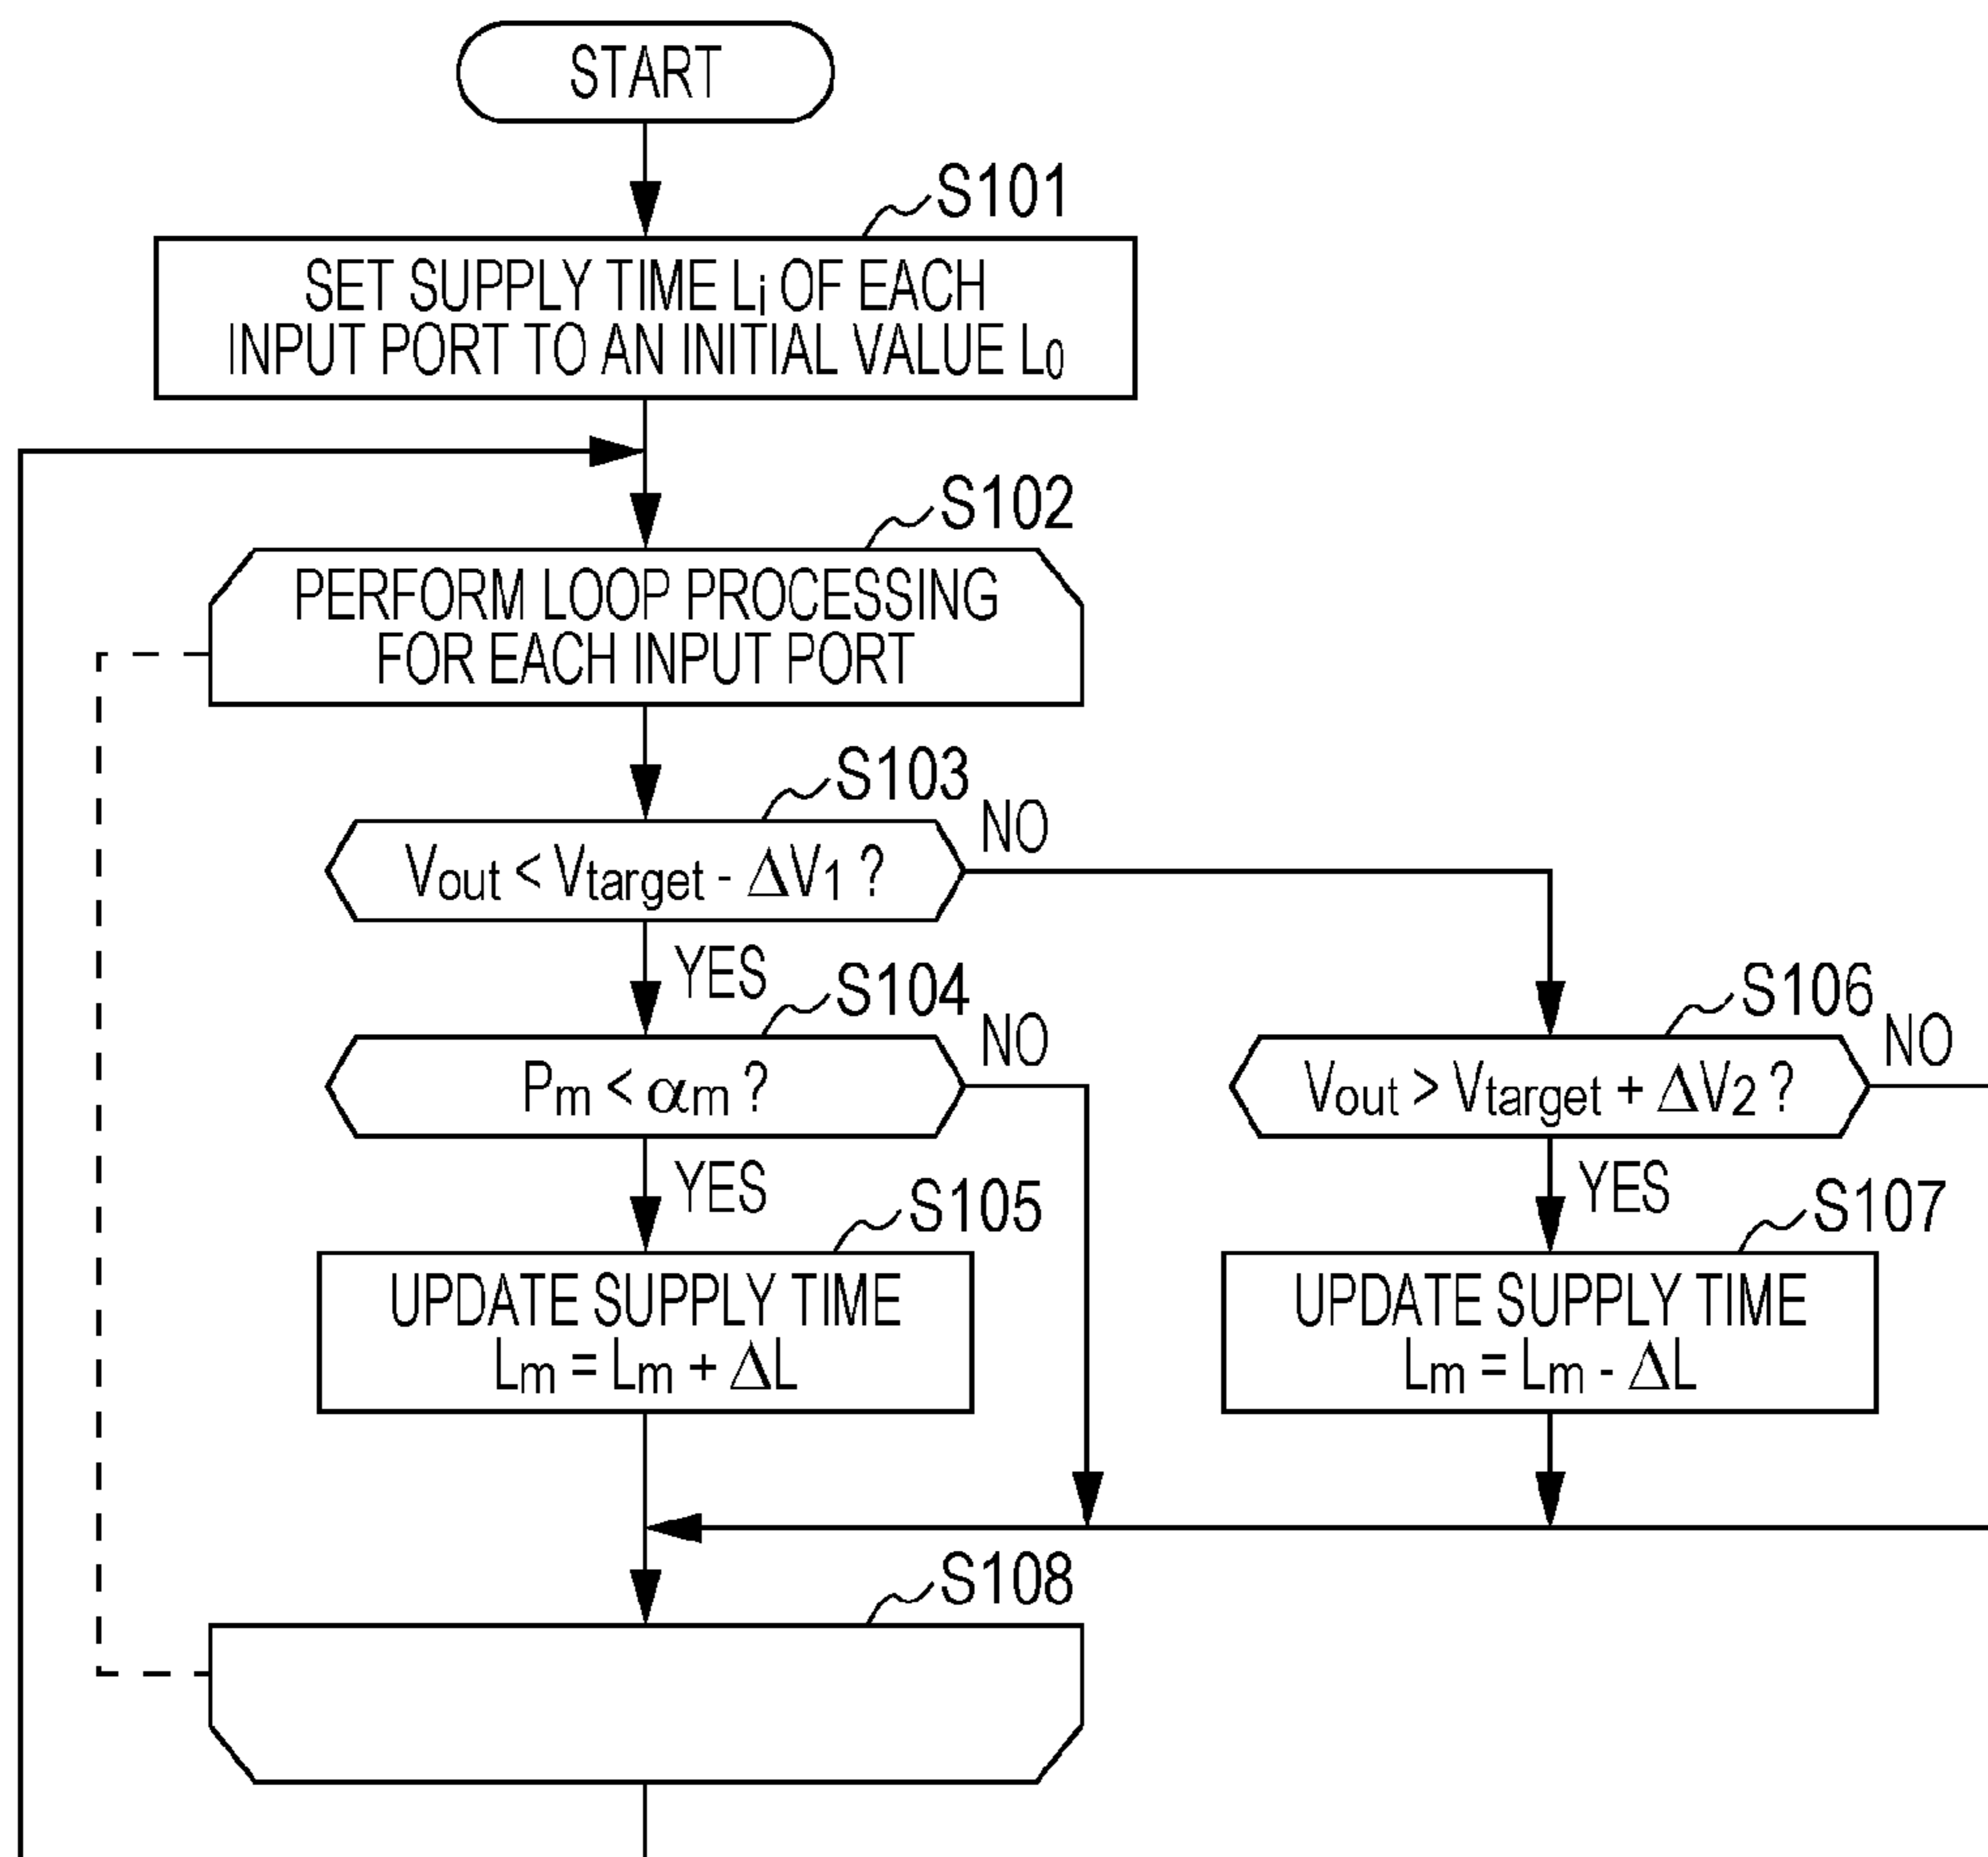 START
S101
SET SUPPLY TIME Li OF EACH
INPUT PORT TO AN INITIAL VALUE L0
S102
PERFORM LOOP PROCESSING
FOR EACH INPUT PORT
S103
NO
Vout < Vtarget - ΔV1 ?
YES
S104
NO
Pm < αm ?
S106
NO
Vout > Vtarget + ΔV2 ?
YES
S105
UPDATE SUPPLY TIME
Lm = Lm + ΔL
YES
S107
UPDATE SUPPLY TIME
Lm = Lm - ΔL
S108